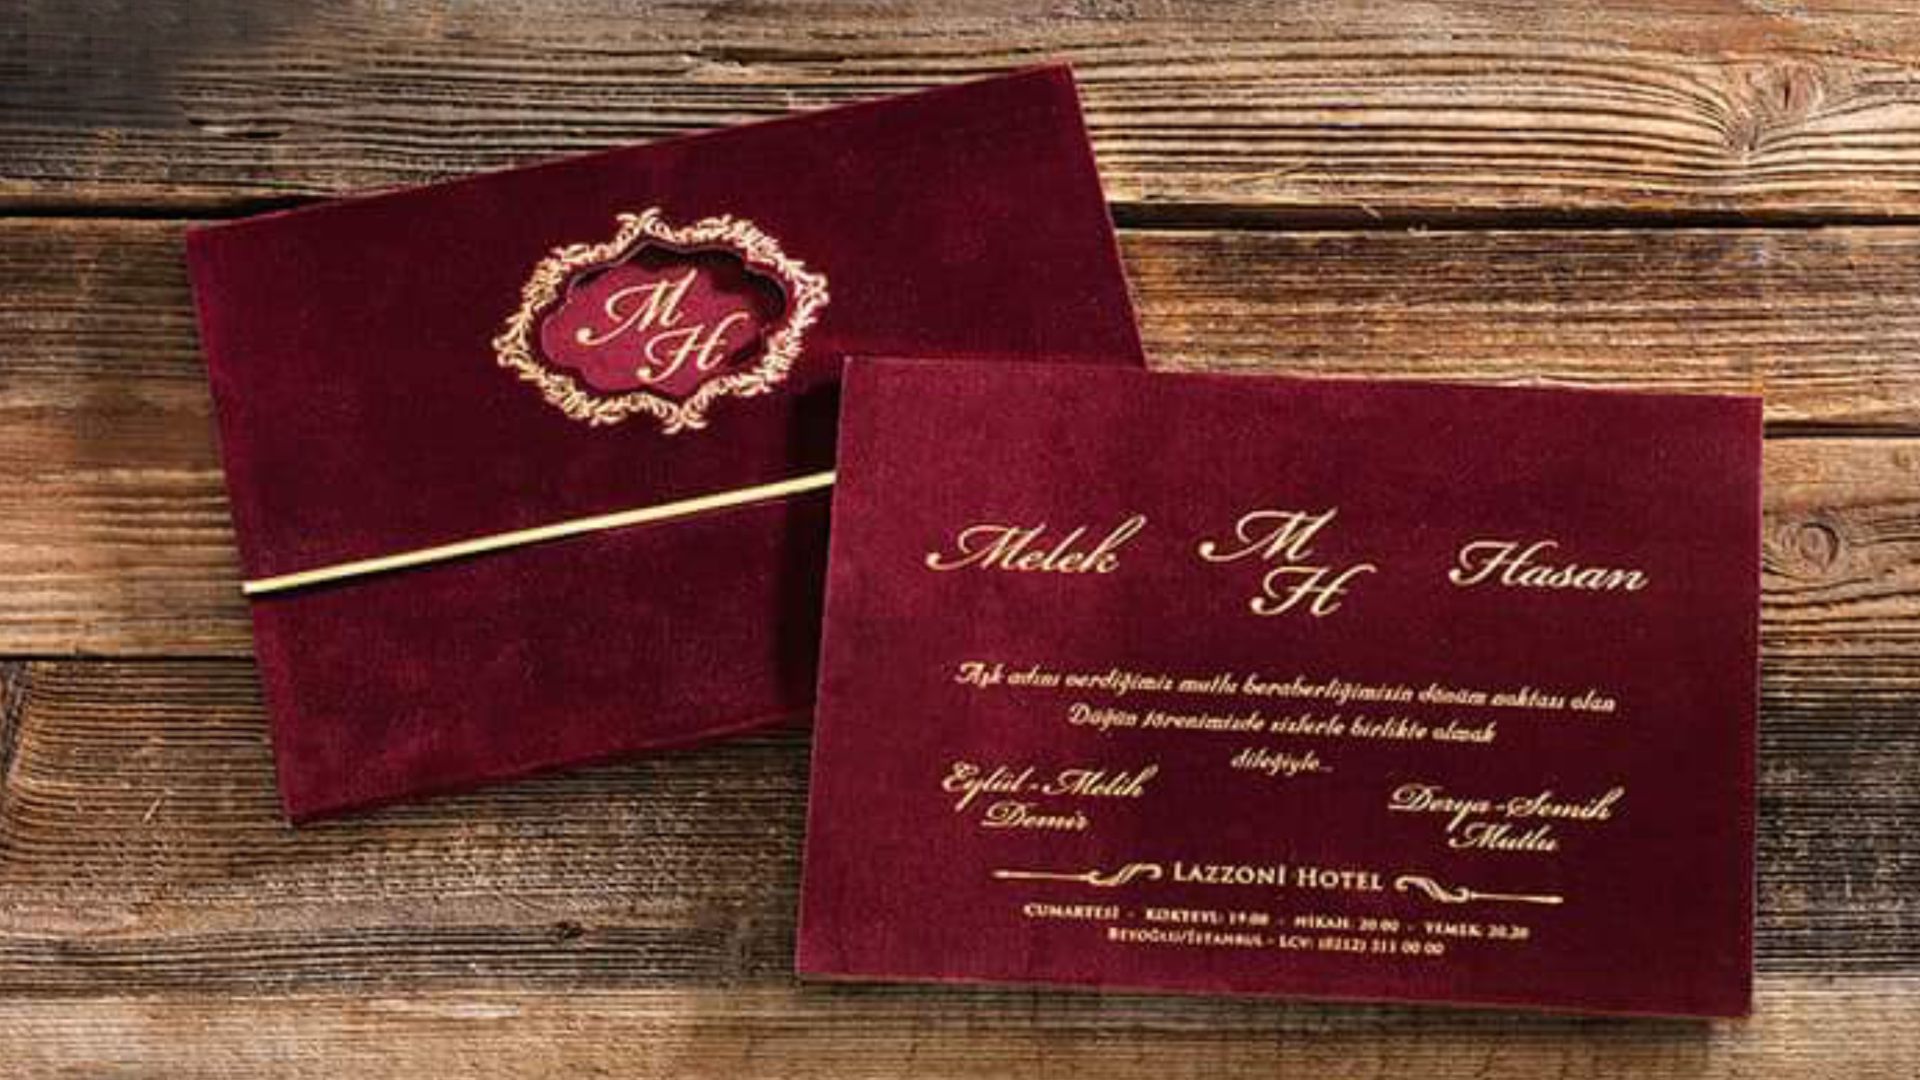 M
H
Melek M H Hasan
Aşk adını verdiğimiz mutlu beraberliğimizin dönüm noktası olan
Düğün törenimizde sizlerle birlikte olmak
dileğiyle...
Eylül - Melih
Demir
Derya - Semih
Mutlu
LAZZONİ HOTEL
CUMARTESİ - KOKTEYL: 19.00 - NİKAH: 20.00 - YEMEK: 20.30
BEYOĞLU/İSTANBUL - LCV: (0212) 511 00 00